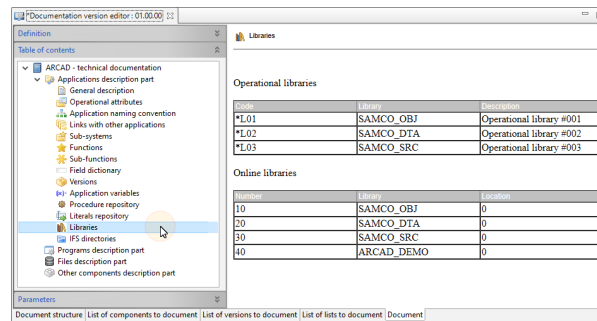 *Documentation version editor : 01.00.00
Definition
Table of contents
ARCAD - technical documentation
Applications description part
General description
Operational attributes
Application naming convention
Links with other applications
Sub-systems
Functions
Sub-functions
Field dictionary
Versions
Application variables
Procedure repository
Literals repository
Libraries
IFS directories
Programs description part
Files description part
Other components description part
Parameters
Libraries
Operational libraries
Code Library Description
*L01 SAMCO_OBJ Operational library #001
*L02 SAMCO_DTA Operational library #002
*L03 SAMCO_SRC Operational library #003
Online libraries
Number Library Location
10 SAMCO_OBJ 0
20 SAMCO_DTA 0
30 SAMCO_SRC 0
40 ARCAD_DEMO 0
Document structure List of components to document List of versions to document List of lists to document Document